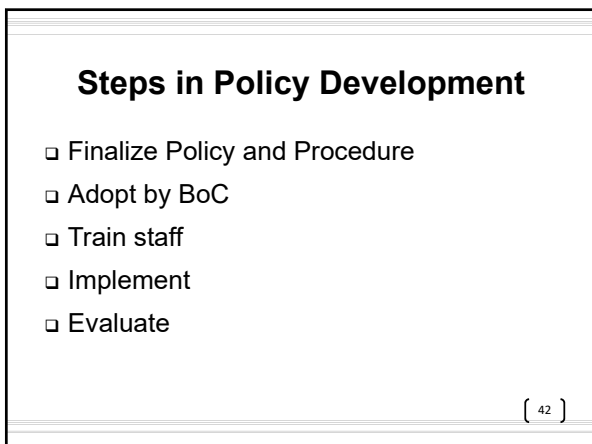 Steps in Policy Development
❑ Finalize Policy and Procedure
❑ Adopt by BoC
❑ Train staff
❑ Implement
❑ Evaluate
42